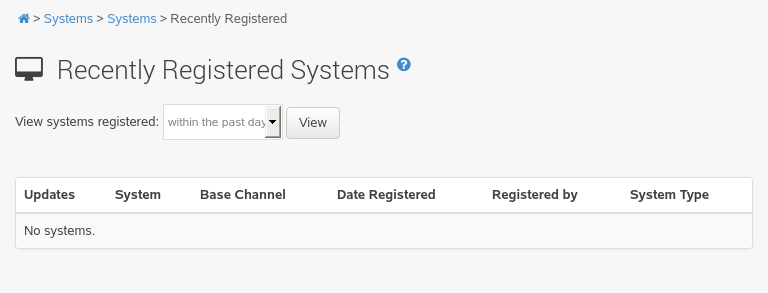 > Systems > Systems > Recently Registered
Recently Registered Systems ?
View systems registered: within the past day View
Updates System Base Channel Date Registered Registered by System Type
No systems.